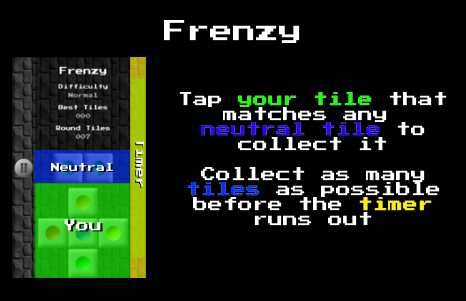 Frenzy
Frenzy
Difficulty
Normal
Best Tiles
000
Round Tiles
007
Neutral
You
Timer
Tap your tile that
matches any
neutral tile to
collect it
Collect as many
tiles as possible
before the timer
runs out